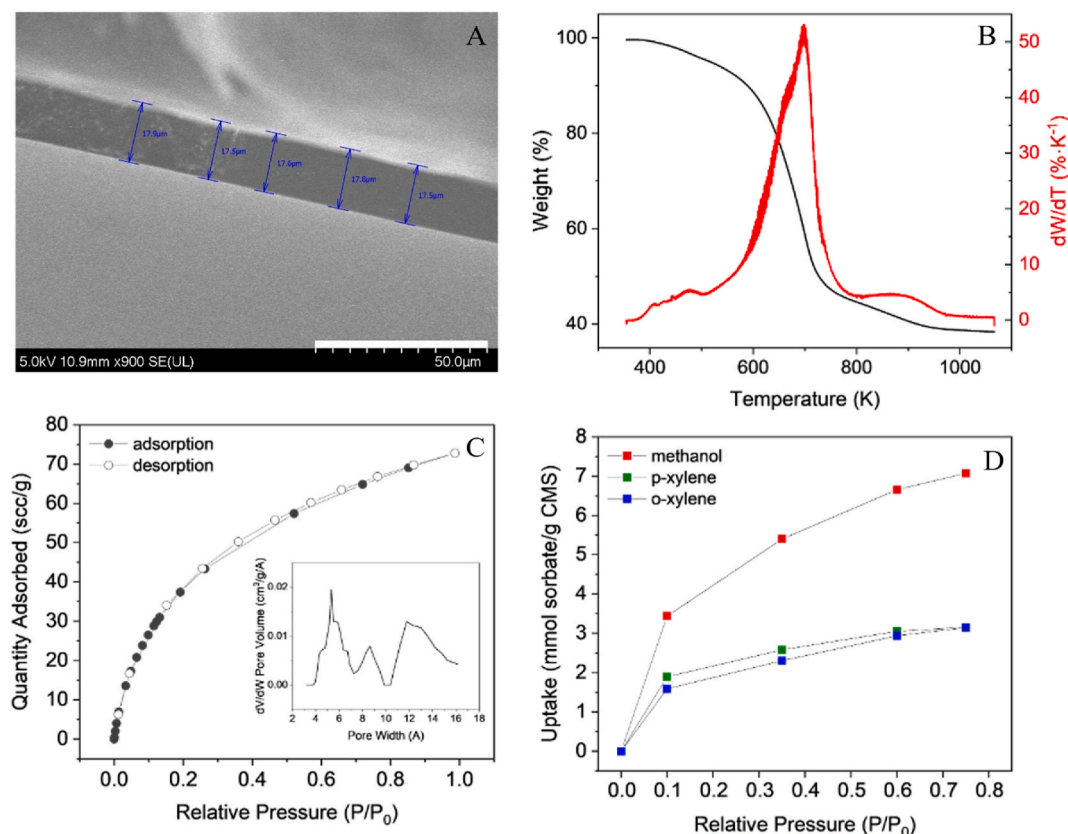 A
17.9μm
17.5μm
17.6μm
17.8μm
17.5μm
5.0kV 10.9mm x900 SE(UL)
50.0μm
B
100
80
60
40
Weight (%)
50
40
30
20
10
0
dW/dT (%·K⁻¹)
400
600
800
1000
Temperature (K)
C
adsorption
desorption
80
70
60
50
40
30
20
10
0
Quantity Adsorbed (scc/g)
0.0
0.2
0.4
0.6
0.8
1.0
Relative Pressure (P/P₀)
dV/dW Pore Volume (cm³/g/A)
0.02
0.01
0.00
2
4
6
8
10
12
14
16
18
Pore Width (A)
D
methanol
p-xylene
o-xylene
8
7
6
5
4
3
2
1
0
Uptake (mmol sorbate/g CMS)
0.0
0.1
0.2
0.3
0.4
0.5
0.6
0.7
0.8
Relative Pressure (P/P₀)